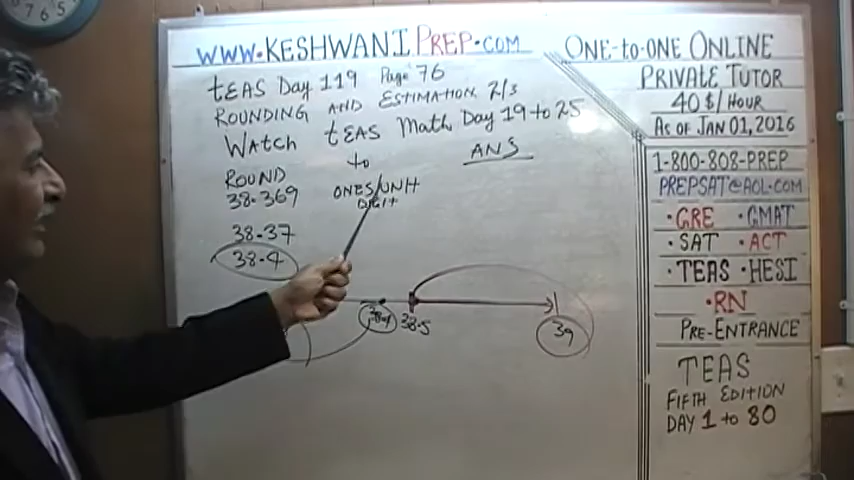 7 6 5
WWW.KESHWANIPREP.COM
tEAS Day 119 Page 76
ROUNDING AND ESTIMATION 2/3
WAtcH tEAS Math Day 19 to 25
to
ANS
ROUND
38.369
ONES/UNIt
DIGIt
38.37
38.4
38.4
38.5
39
ONE-to-ONE ONLINE
PRIVATE TUTOR
40$/HOUR
AS OF JAN 01, 2016
1-800-808-PREP
PREPSAT@AOL.COM
•GRE •GMAT
•SAT •ACT
•TEAS •HESI
•RN
PRE-ENTRANCE
TEAS
FIFTH EDITION
DAY 1 to 80